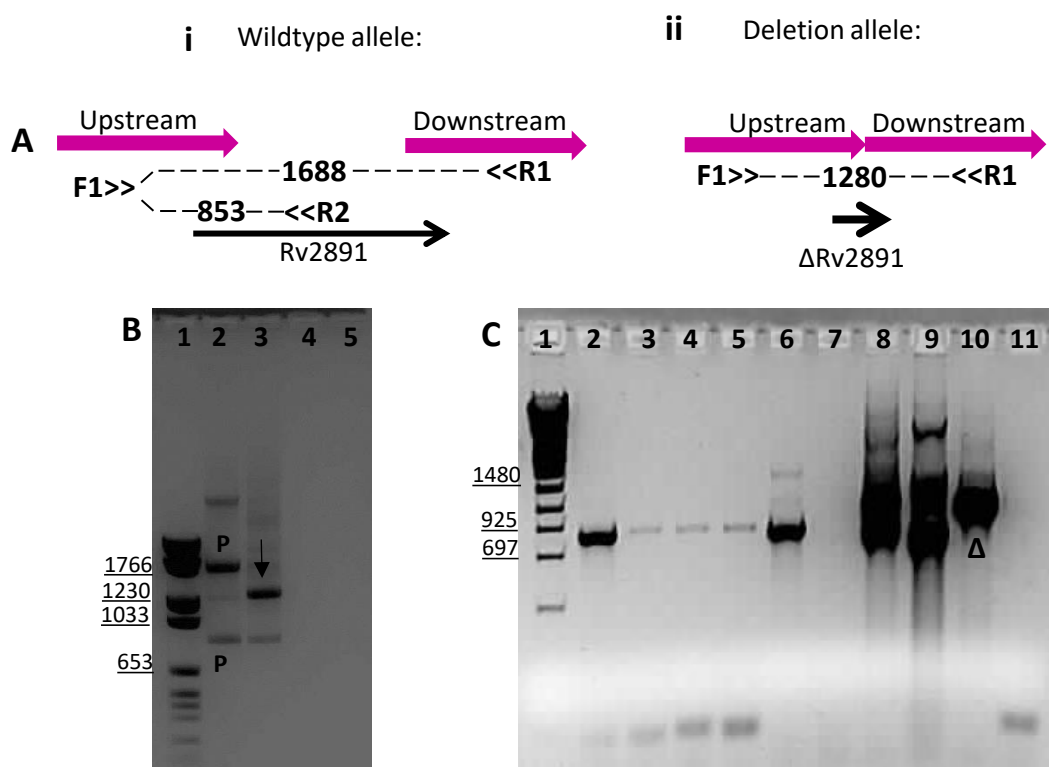 i Wildtype allele:
ii Deletion allele:
A
Upstream Downstream
F1>> 1688 <<R1
853 <<R2
Rv2891
Upstream Downstream
F1>> 1280 <<R1
ΔRv2891
B
1 2 3 4 5
P
1766
1230
1033
653
P
C
1 2 3 4 5 6 7 8 9 10 11
1480
925
697
Δ